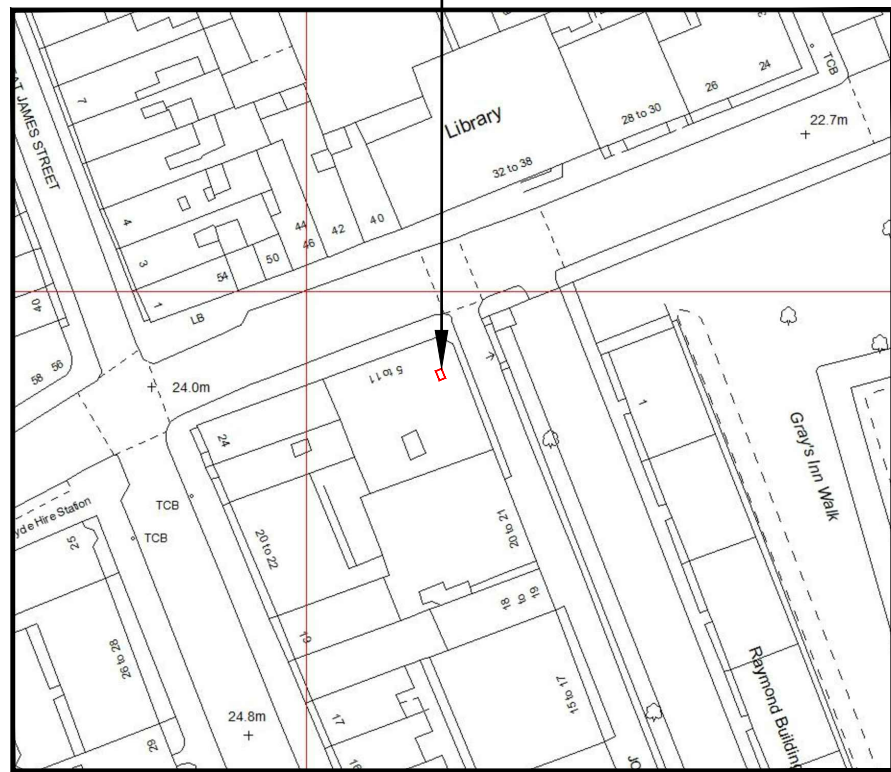 TCB
22.7m
24
26
28 to 30
Library
32 to 38
7
JAMES STREET
4
3
1
40
42
44
46
50
54
LB
40
58
56
24.0m
5 to 11
24
1
Gray's Inn Walk
TCB
TCB
yde Hire Station
25
20 to 22
20 to 21
18
to
19
19
26 to 28
15 to 17
Raymond Building
24.8m
17
29